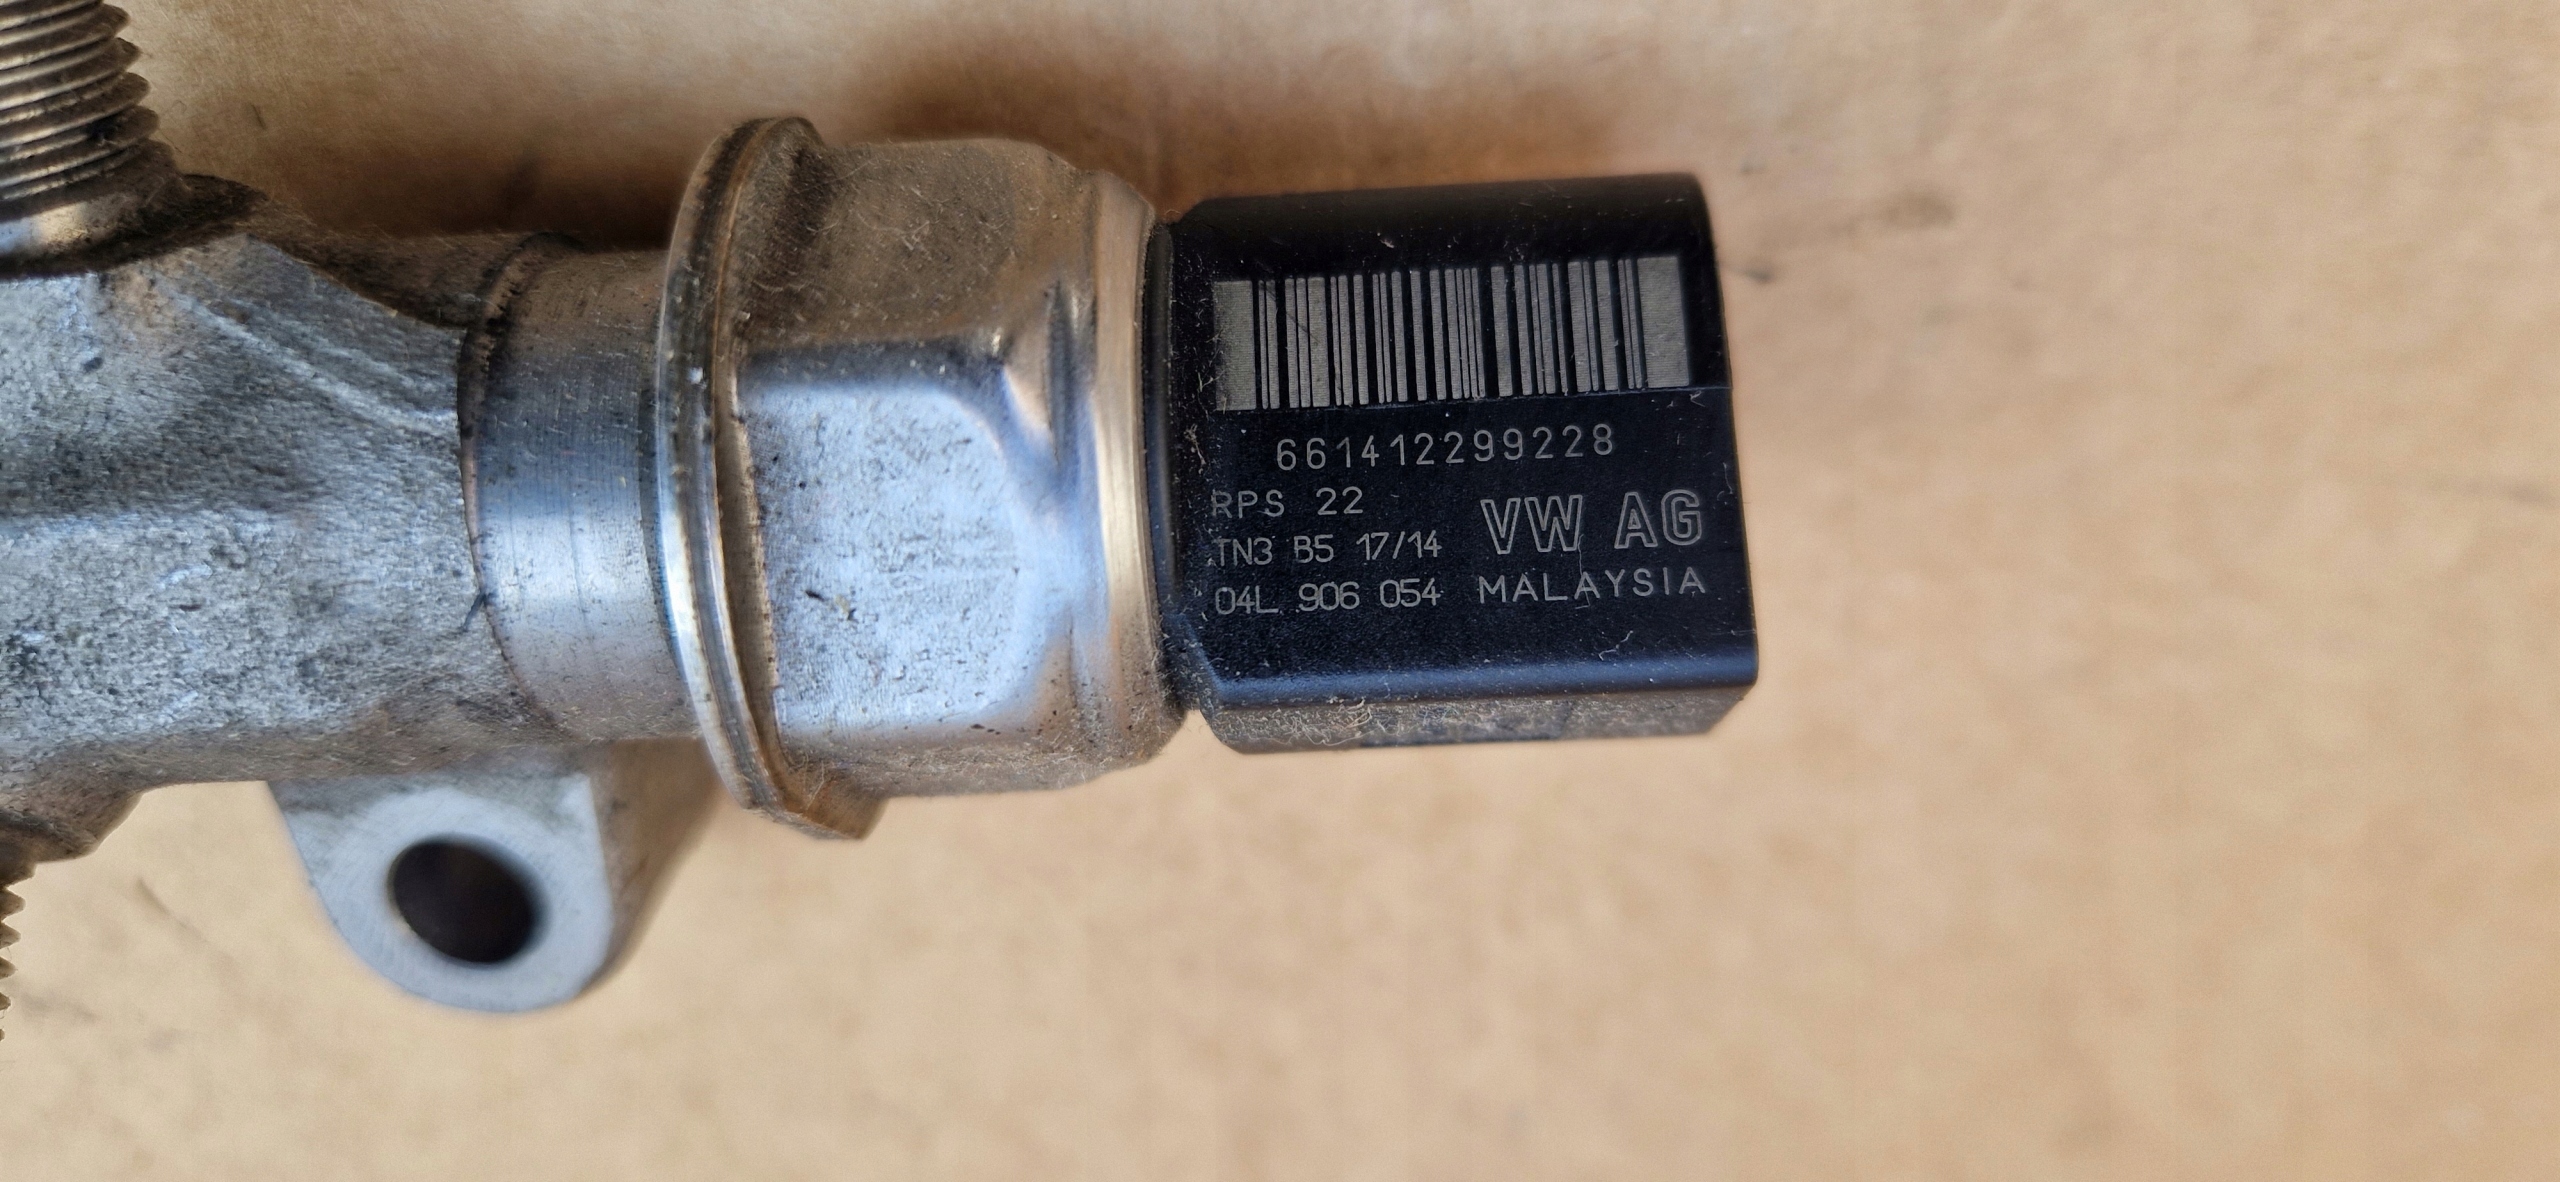 661412299228
RPS 22
TN3 B5 17/14
04L 906 054
VW AG
MALAYSIA